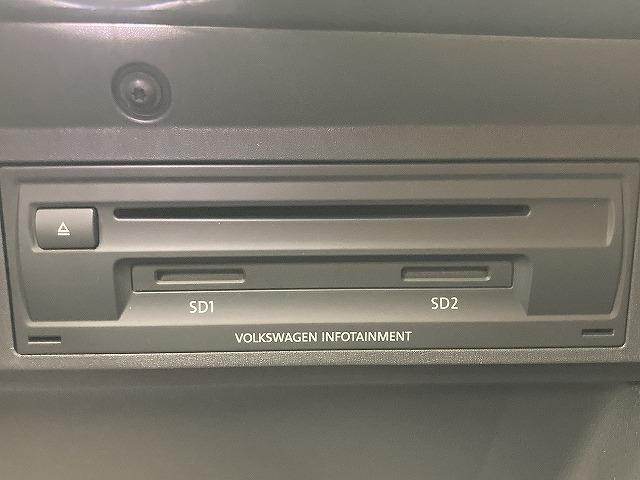 SD1 SD2
VOLKSWAGEN INFOTAINMENT